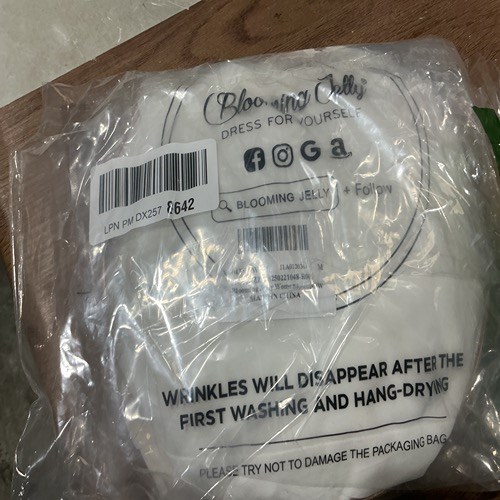 Blooming Jelly
DRESS FOR YOURSELF
f G a
BLOOMING JELLY + Follow
LPN PM DX257 8642
M
CHINA
WRINKLES WILL DISAPPEAR AFTER THE
FIRST WASHING AND HANG-DRYING
PLEASE TRY NOT TO DAMAGE THE PACKAGING BAG